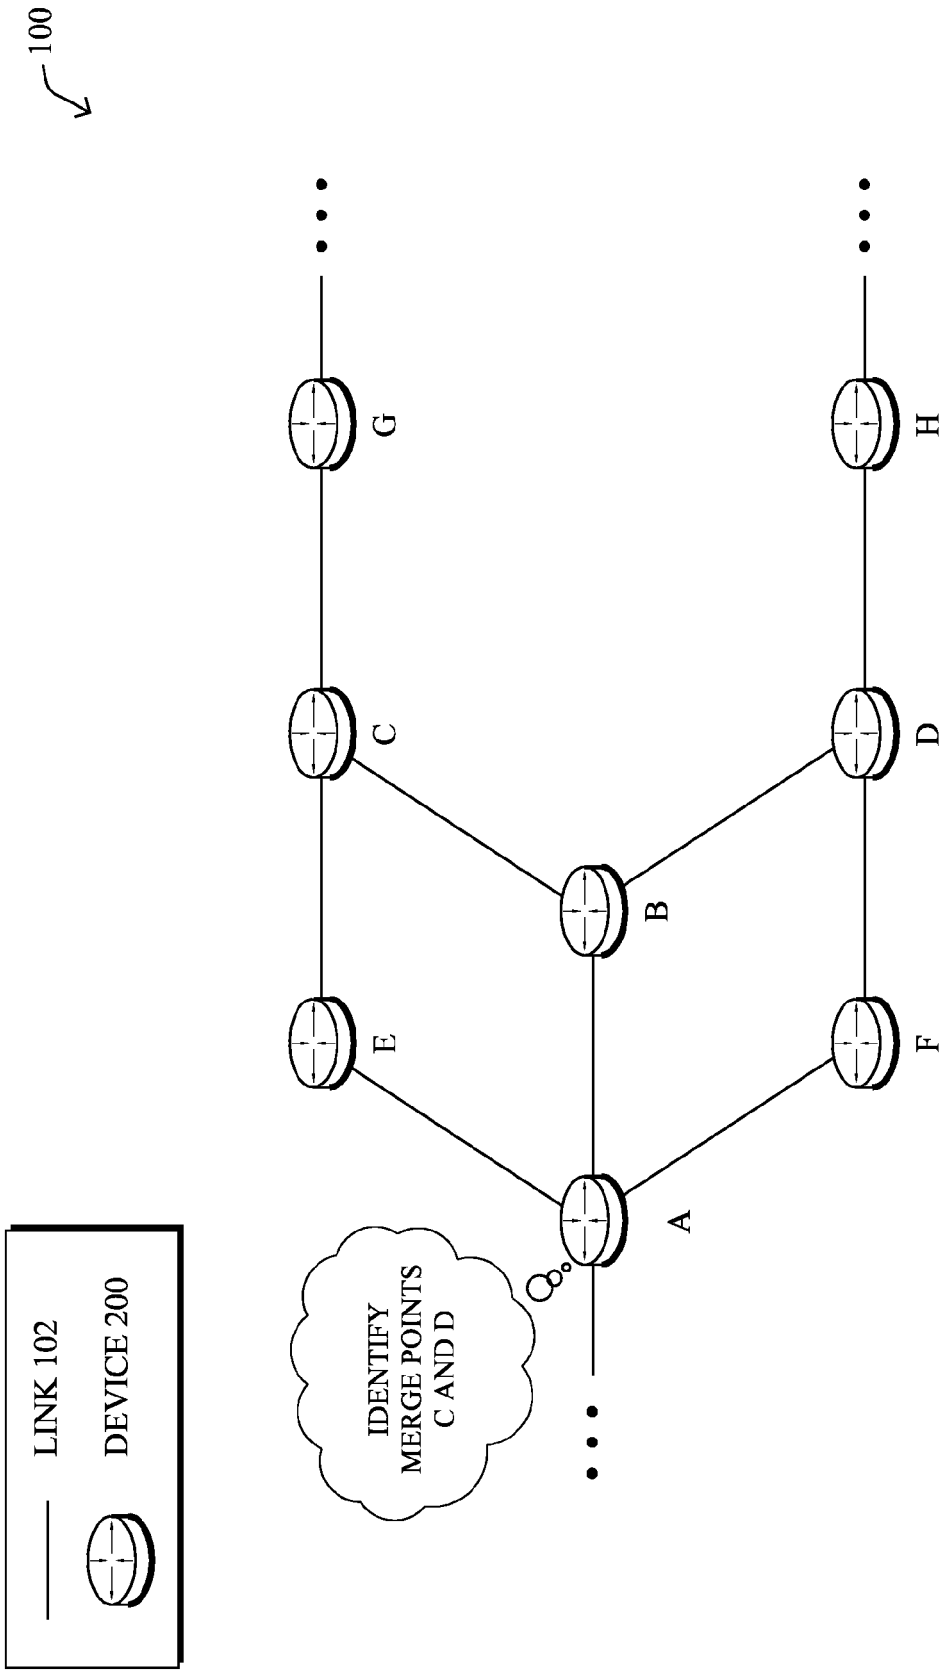 100
LINK 102
DEVICE 200
IDENTIFY
MERGE POINTS
C AND D
E
C
G
A
B
F
D
H